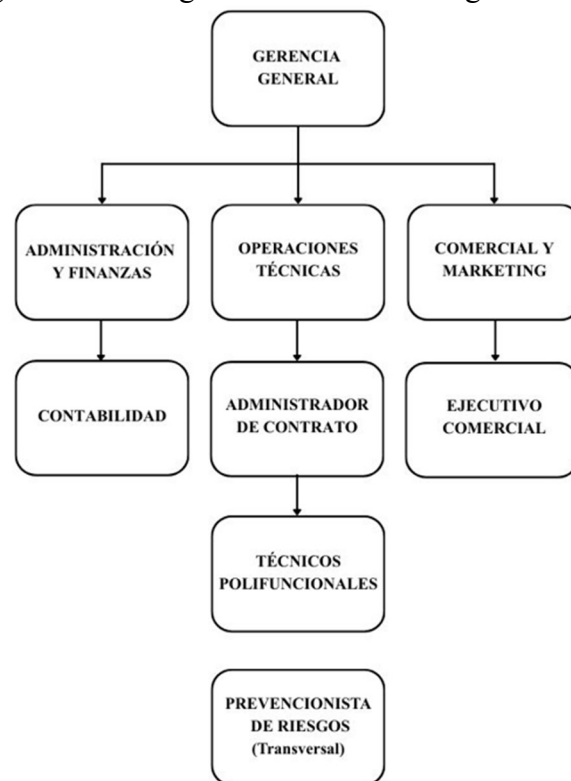 GERENCIA
GENERAL
ADMINISTRACIÓN
Y FINANZAS
OPERACIONES
TÉCNICAS
COMERCIAL Y
MARKETING
CONTABILIDAD
ADMINISTRADOR
DE CONTRATO
EJECUTIVO
COMERCIAL
TÉCNICOS
POLIFUNCIONALES
PREVENCIONISTA
DE RIESGOS
(Transversal)